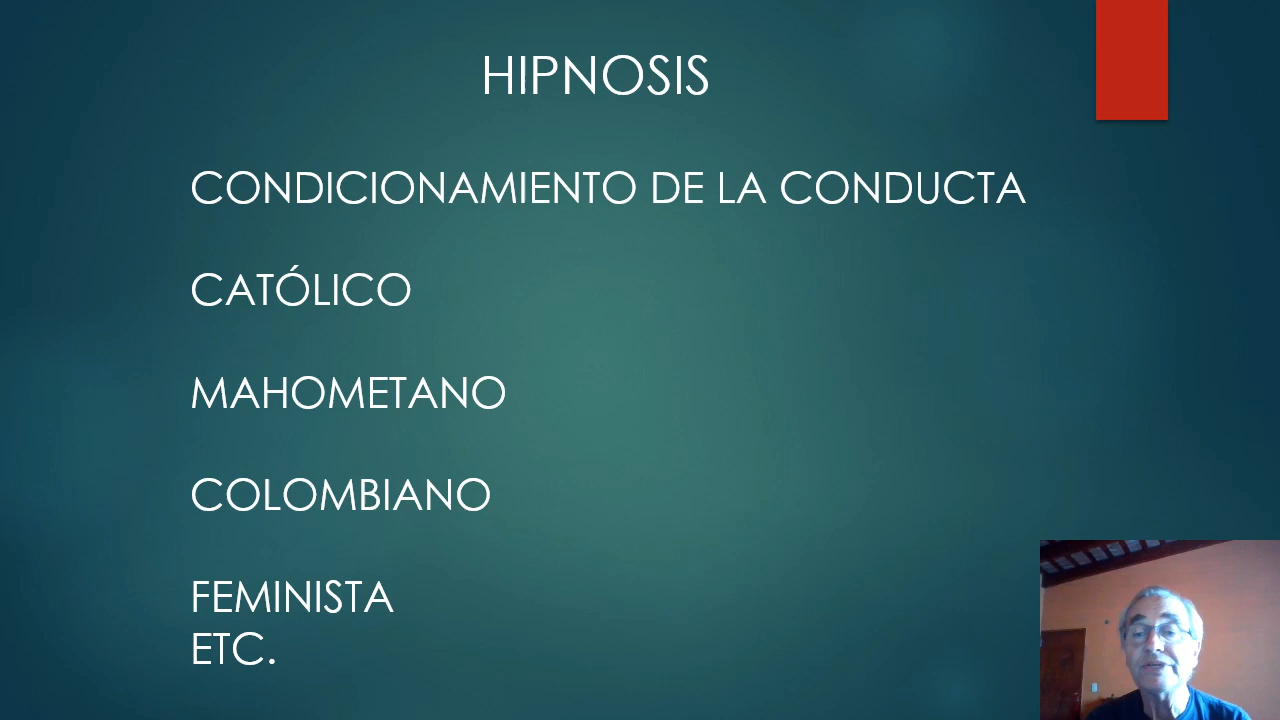 HIPNOSIS
CONDICIONAMIENTO DE LA CONDUCTA
CATÓLICO
MAHOMETANO
COLOMBIANO
FEMINISTA
ETC.